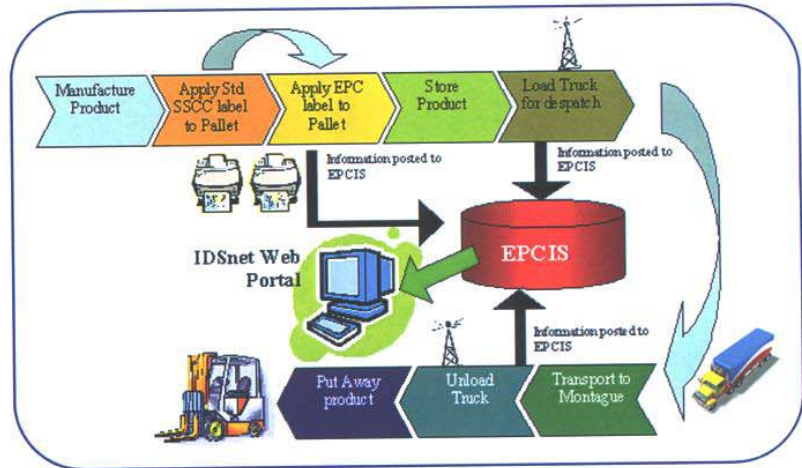 Manufacture
Product
Apply Std
SSCC label
to Pallet
Apply EPC
label to
Pallet
Store
Product
Load Truck
for despatch
Information posted to
EPCIS
Information posted to
EPCIS
IDSnet Web
Portal
EPCIS
Information posted to
EPCIS
Put Away
product
Unload
Truck
Transport to
Montague